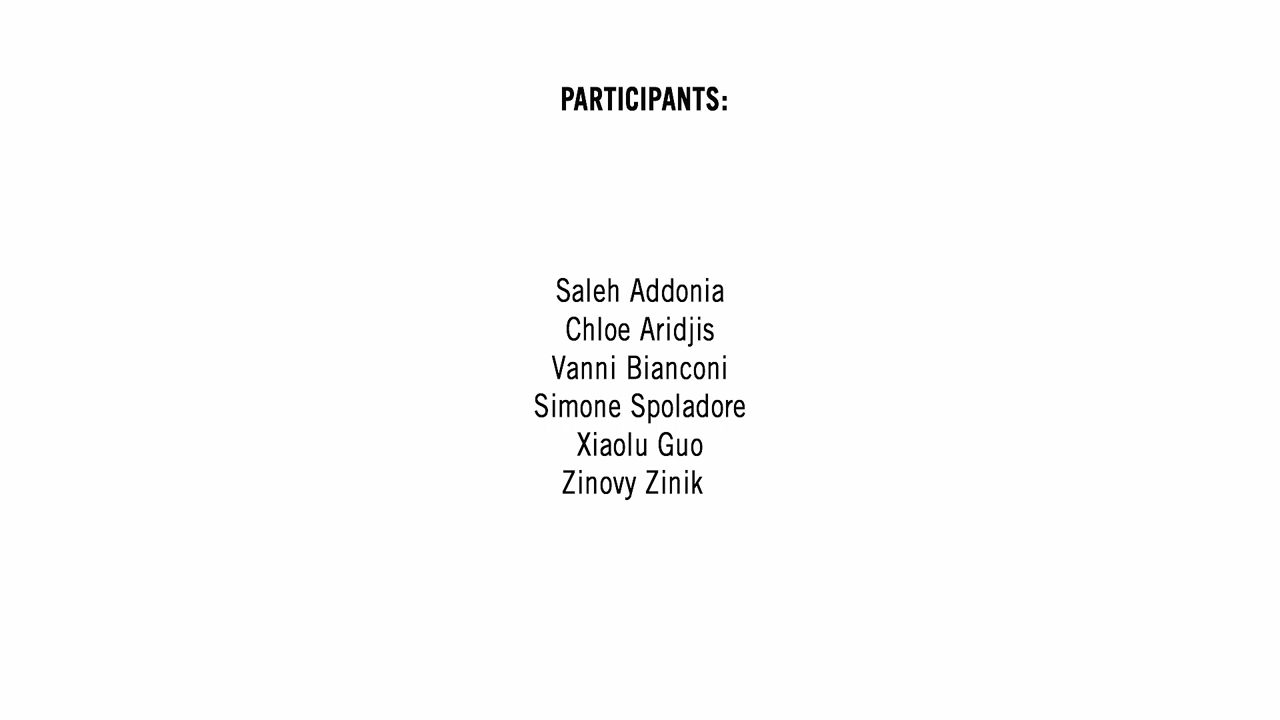 PARTICIPANTS:
Saleh Addonia
Chloe Aridjis
Vanni Bianconi
Simone Spoladore
Xiaolu Guo
Zinovy Zinik